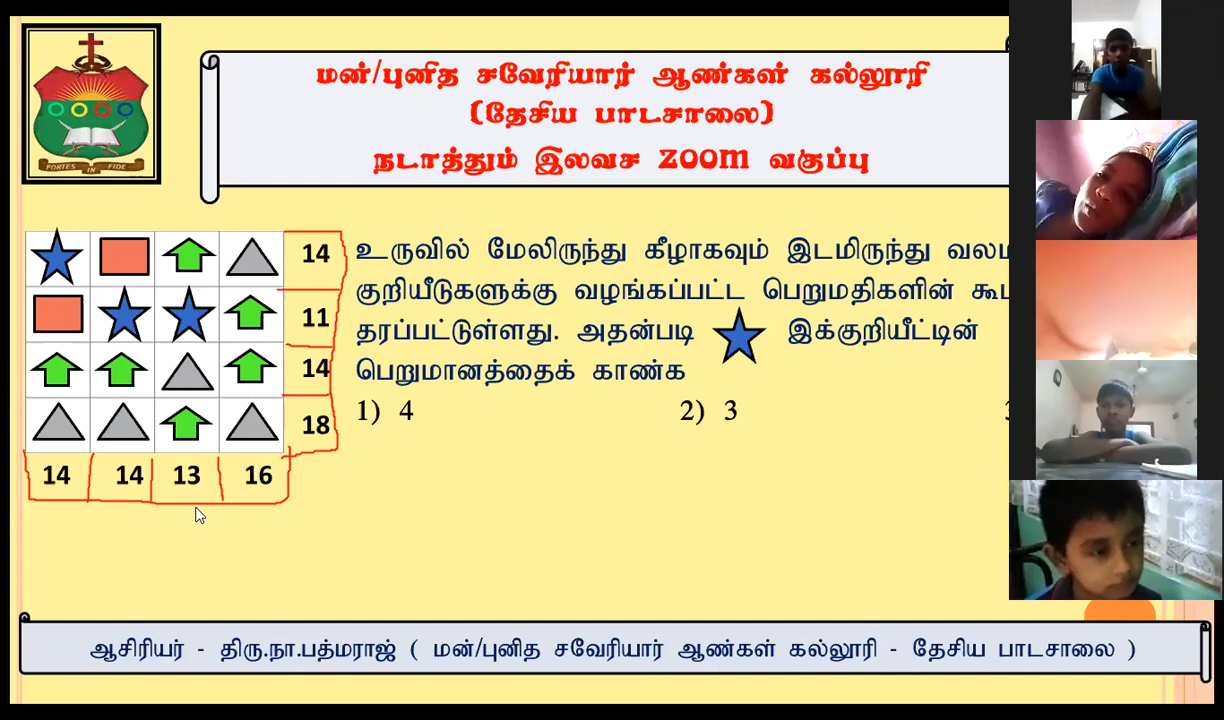 மன்/புனித சவேரியார் ஆண்கள் கல்லூரி
(தேசிய பாடசாலை)
நடாத்தும் இலவச ZOOM வகுப்பு
FORTES IN FIDE
14
11
14
18
14 14 13 16
உருவில் மேலிருந்து கீழாகவும் இடமிருந்து
குறியீடுகளுக்கு வழங்கப்பட்ட பெறுமதிகளின்
தரப்பட்டுள்ளது. அதன்படி இக்குறியீட்டின்
பெறுமானத்தைக் காண்க
1) 4 2) 3
ஆசிரியர் - திரு.நா.பத்மராஜ் ( மன்/புனித சவேரியார் ஆண்கள் கல்லூரி - தேசிய பாடசாலை )